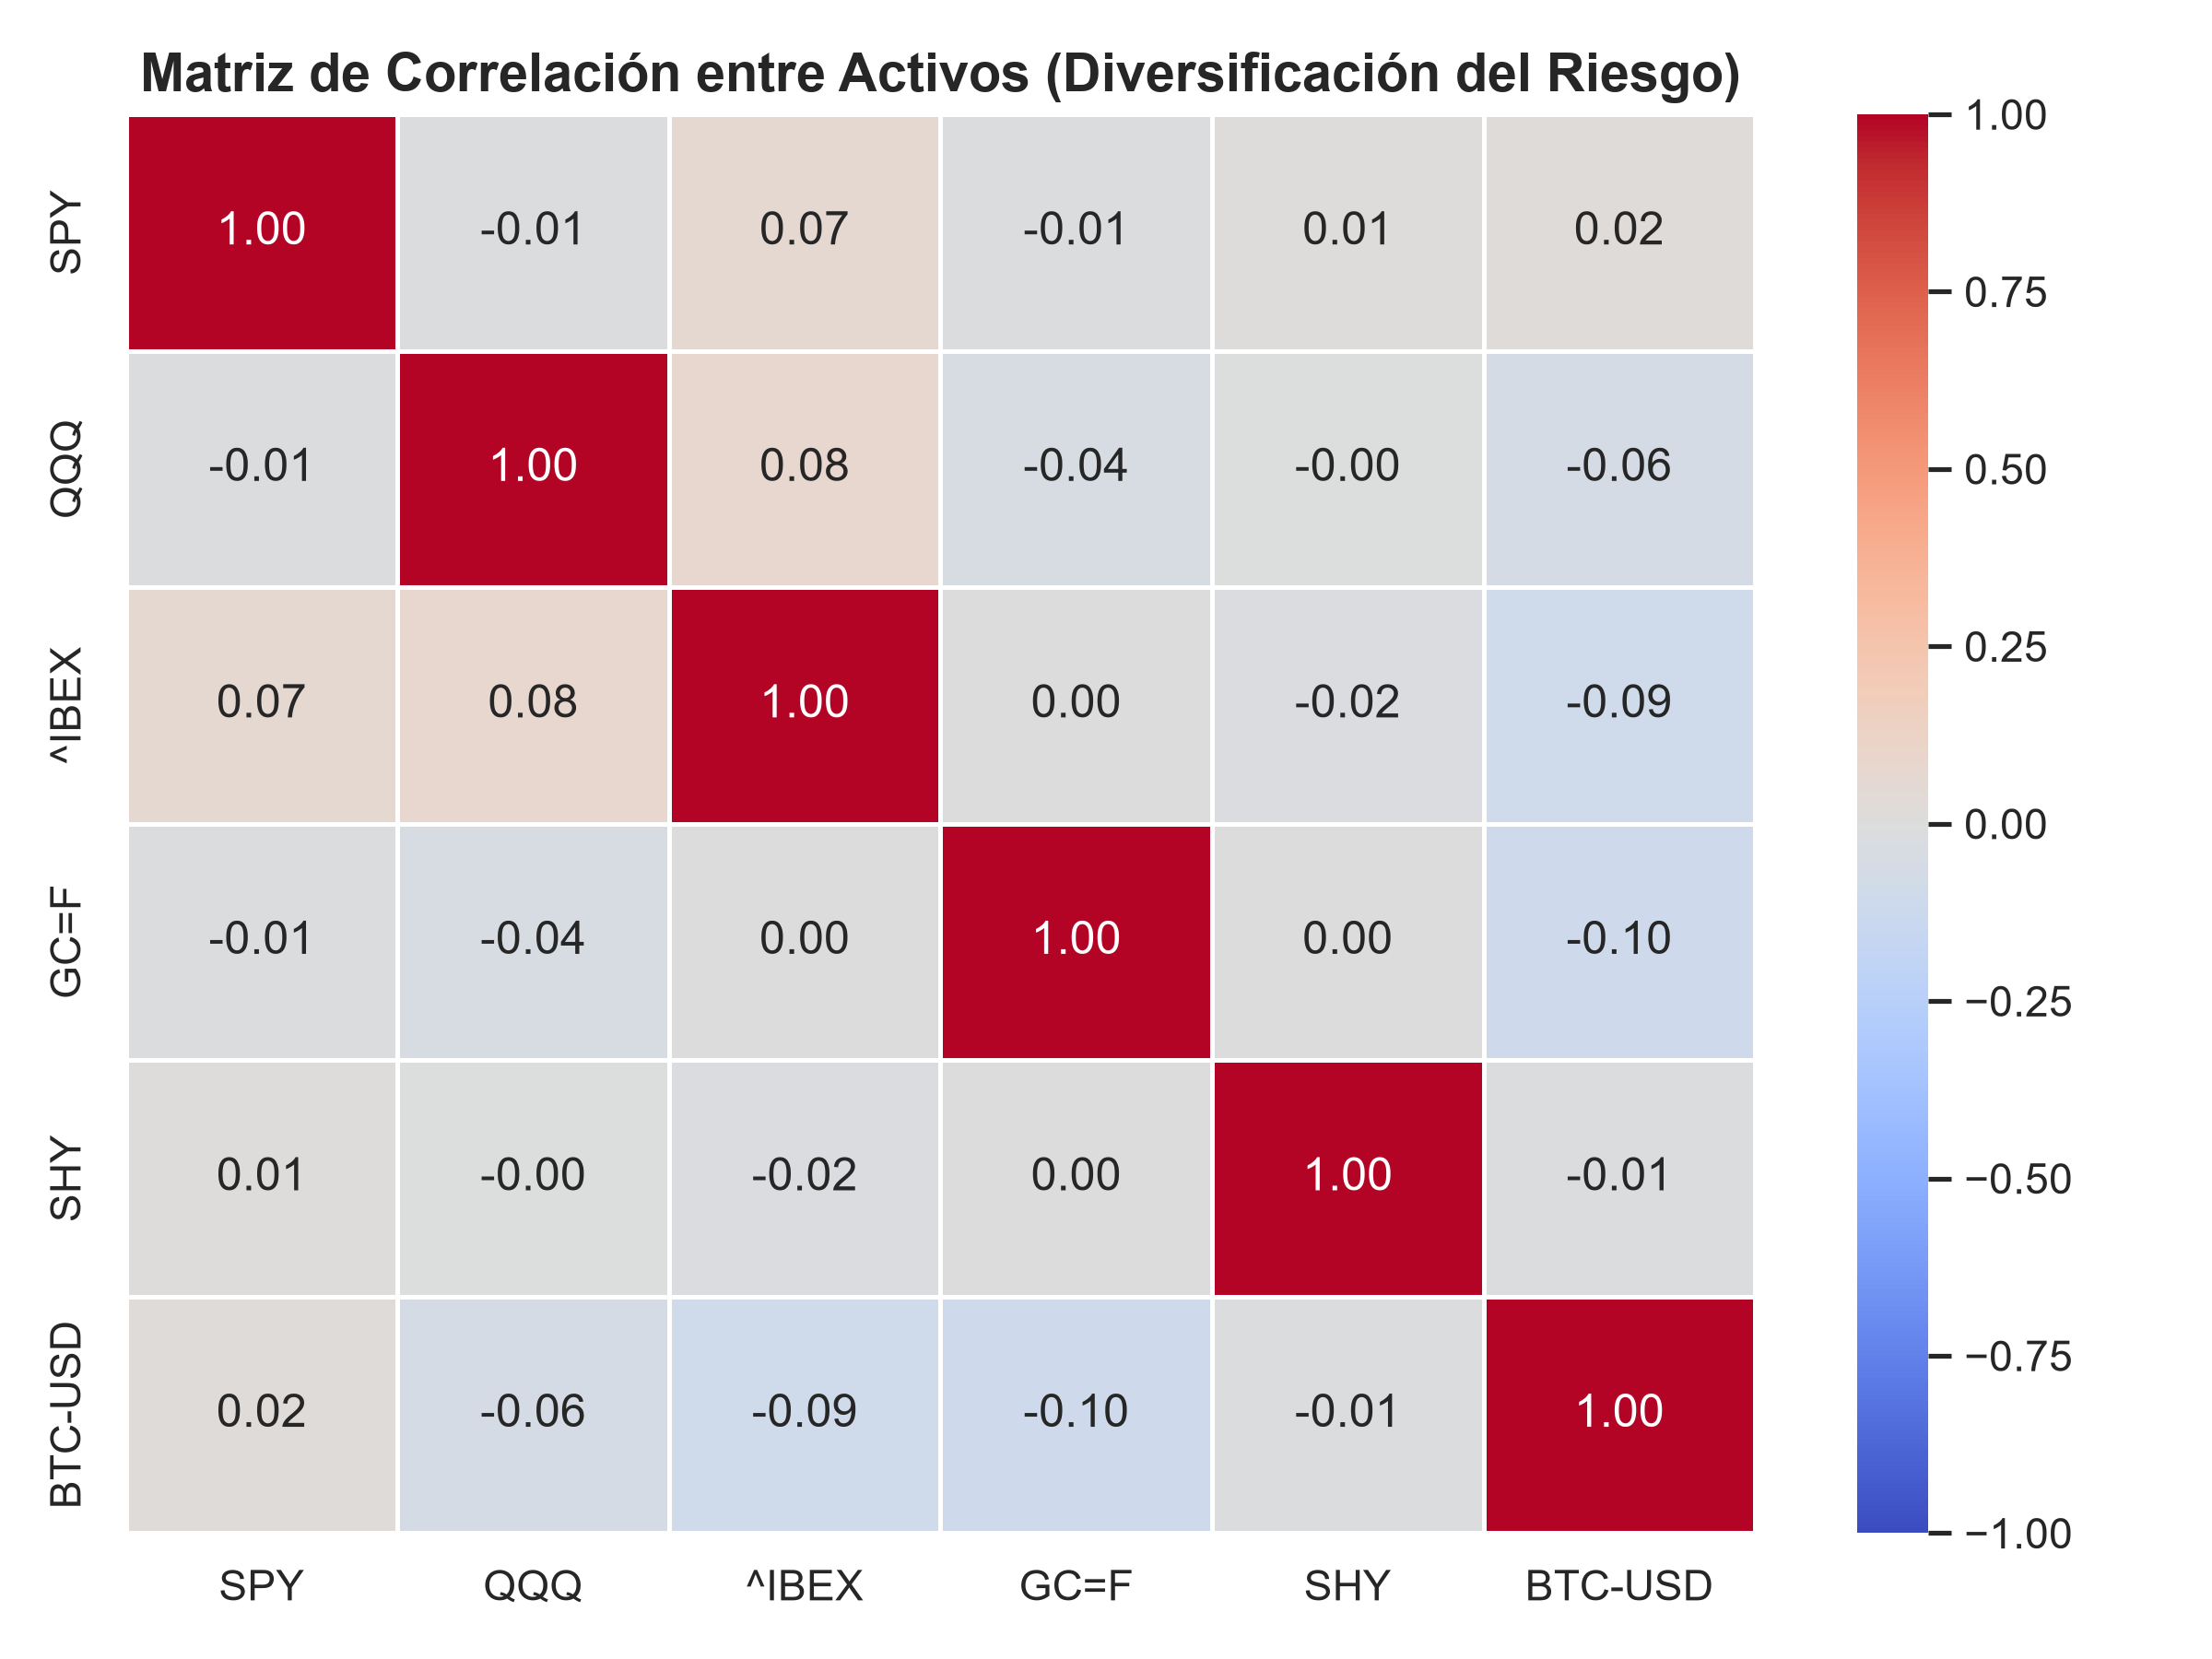 Matriz de Correlación entre Activos (Diversificación del Riesgo)
SPY 1.00 -0.01 0.07 -0.01 0.01 0.02
QQQ -0.01 1.00 0.08 -0.04 -0.00 -0.06
^IBEX 0.07 0.08 1.00 0.00 -0.02 -0.09
GC=F -0.01 -0.04 0.00 1.00 0.00 -0.10
SHY 0.01 -0.00 -0.02 0.00 1.00 -0.01
BTC-USD 0.02 -0.06 -0.09 -0.10 -0.01 1.00
SPY QQQ ^IBEX GC=F SHY BTC-USD
1.00
0.75
0.50
0.25
0.00
−0.25
−0.50
−0.75
−1.00